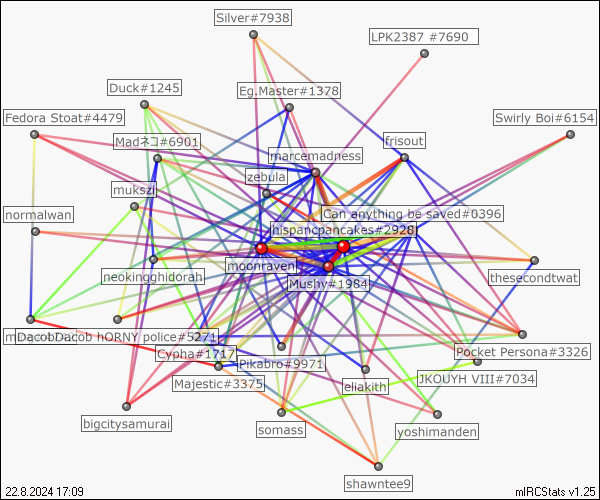 Silver#7938
LPK2387 #7690
Duck#1245
Eg.Master#1378
Fedora Stoat#4479
Swirly Boi#6154
Madネコ#6901
frisout
marcemadness
zebula
mukszi
normalwan
Can anything be saved#0396
hispanicpancakes#2928
moonraven
neokingghidorah
Mushy#1984
thesecondtwat
Dacob hORNY police#5271
Cypha#1717
Pikabro#9971
Pocket Persona#3326
Majestic#3375
eliakith
JKOUYH VIII#7034
bigcitysamurai
somass
yoshimanden
shawntee9
22.8.2024 17:09
mIRCStats v1.25